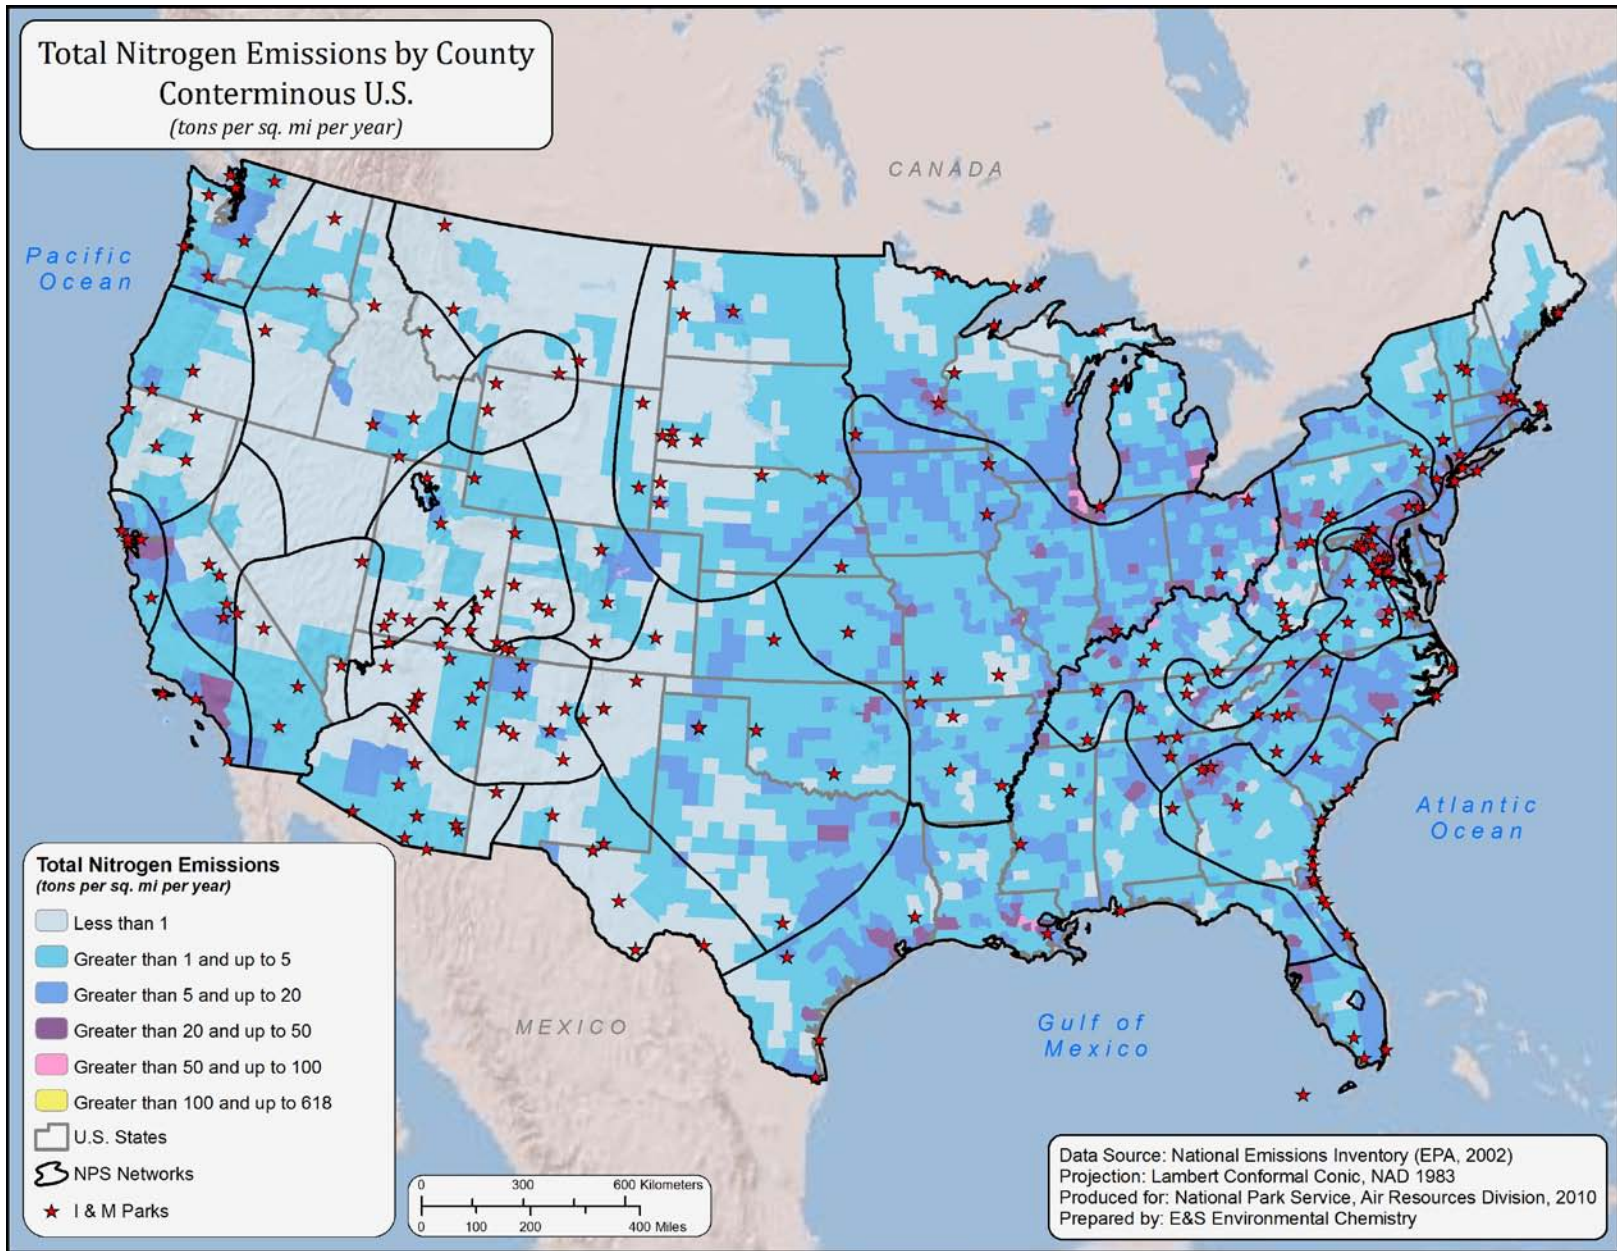 Total Nitrogen Emissions by County
Conterminous U.S.
(tons per sq. mi per year)
CANADA
Pacific
Ocean
Atlantic
Ocean
MEXICO
Gulf of
Mexico
Total Nitrogen Emissions
(tons per sq. mi per year)
Less than 1
Greater than 1 and up to 5
Greater than 5 and up to 20
Greater than 20 and up to 50
Greater than 50 and up to 100
Greater than 100 and up to 618
U.S. States
NPS Networks
I & M Parks
0 300 600 Kilometers
0 100 200 400 Miles
Data Source: National Emissions Inventory (EPA, 2002)
Projection: Lambert Conformal Conic, NAD 1983
Produced for: National Park Service, Air Resources Division, 2010
Prepared by: E&S Environmental Chemistry